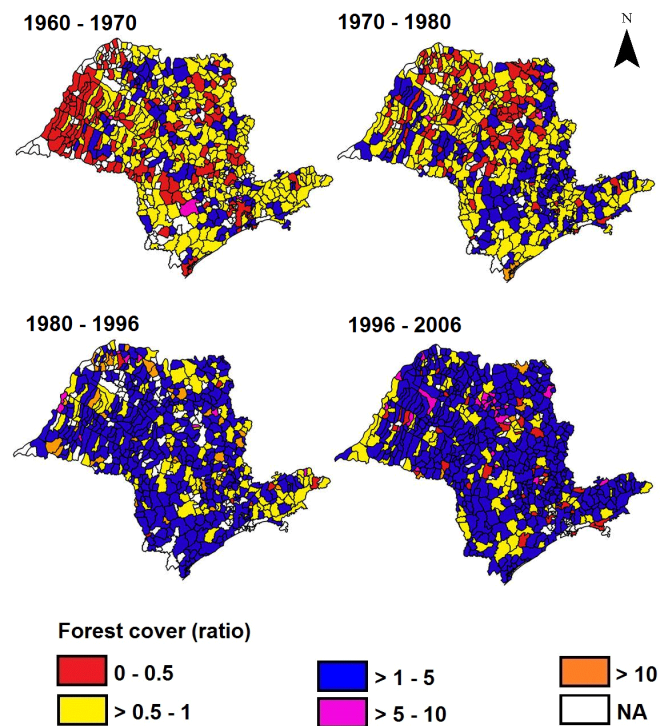 1960 - 1970
1970 - 1980
N
1980 - 1996
1996 - 2006
Forest cover (ratio)
0 - 0.5
> 1 - 5
> 10
> 0.5 - 1
> 5 - 10
NA